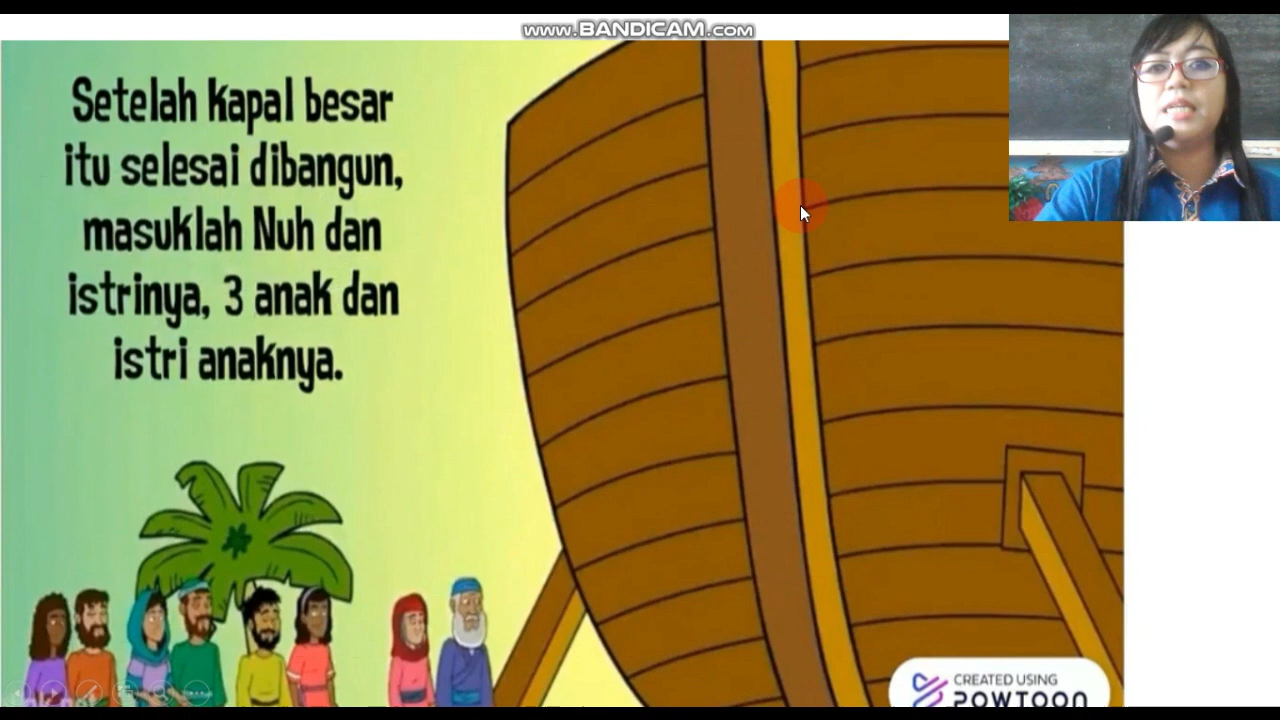 WWW.BANDICAM.COM
Setelah kapal besar
itu selesai dibangun,
masuklah Nuh dan
istrinya, 3 anak dan
istri anaknya.
CREATED USING
POWTOON